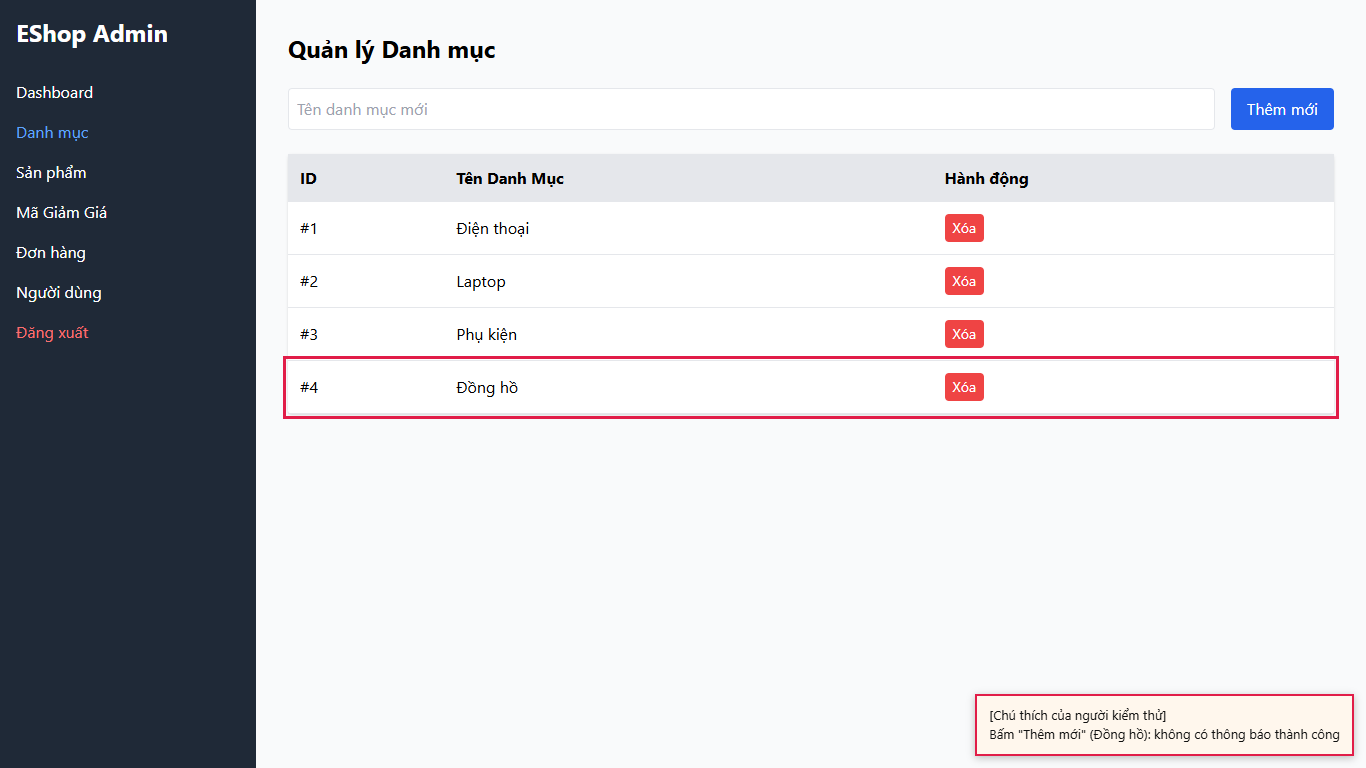 EShop Admin
Dashboard
Danh mục
Sản phẩm
Mã Giảm Giá
Đơn hàng
Người dùng
Đăng xuất
Quản lý Danh mục
Tên danh mục mới
Thêm mới
ID Tên Danh Mục Hành động
#1 Điện thoại Xóa
#2 Laptop Xóa
#3 Phụ kiện Xóa
#4 Đồng hồ Xóa
[Chú thích của người kiểm thử]
Bấm "Thêm mới" (Đồng hồ): không có thông báo thành công